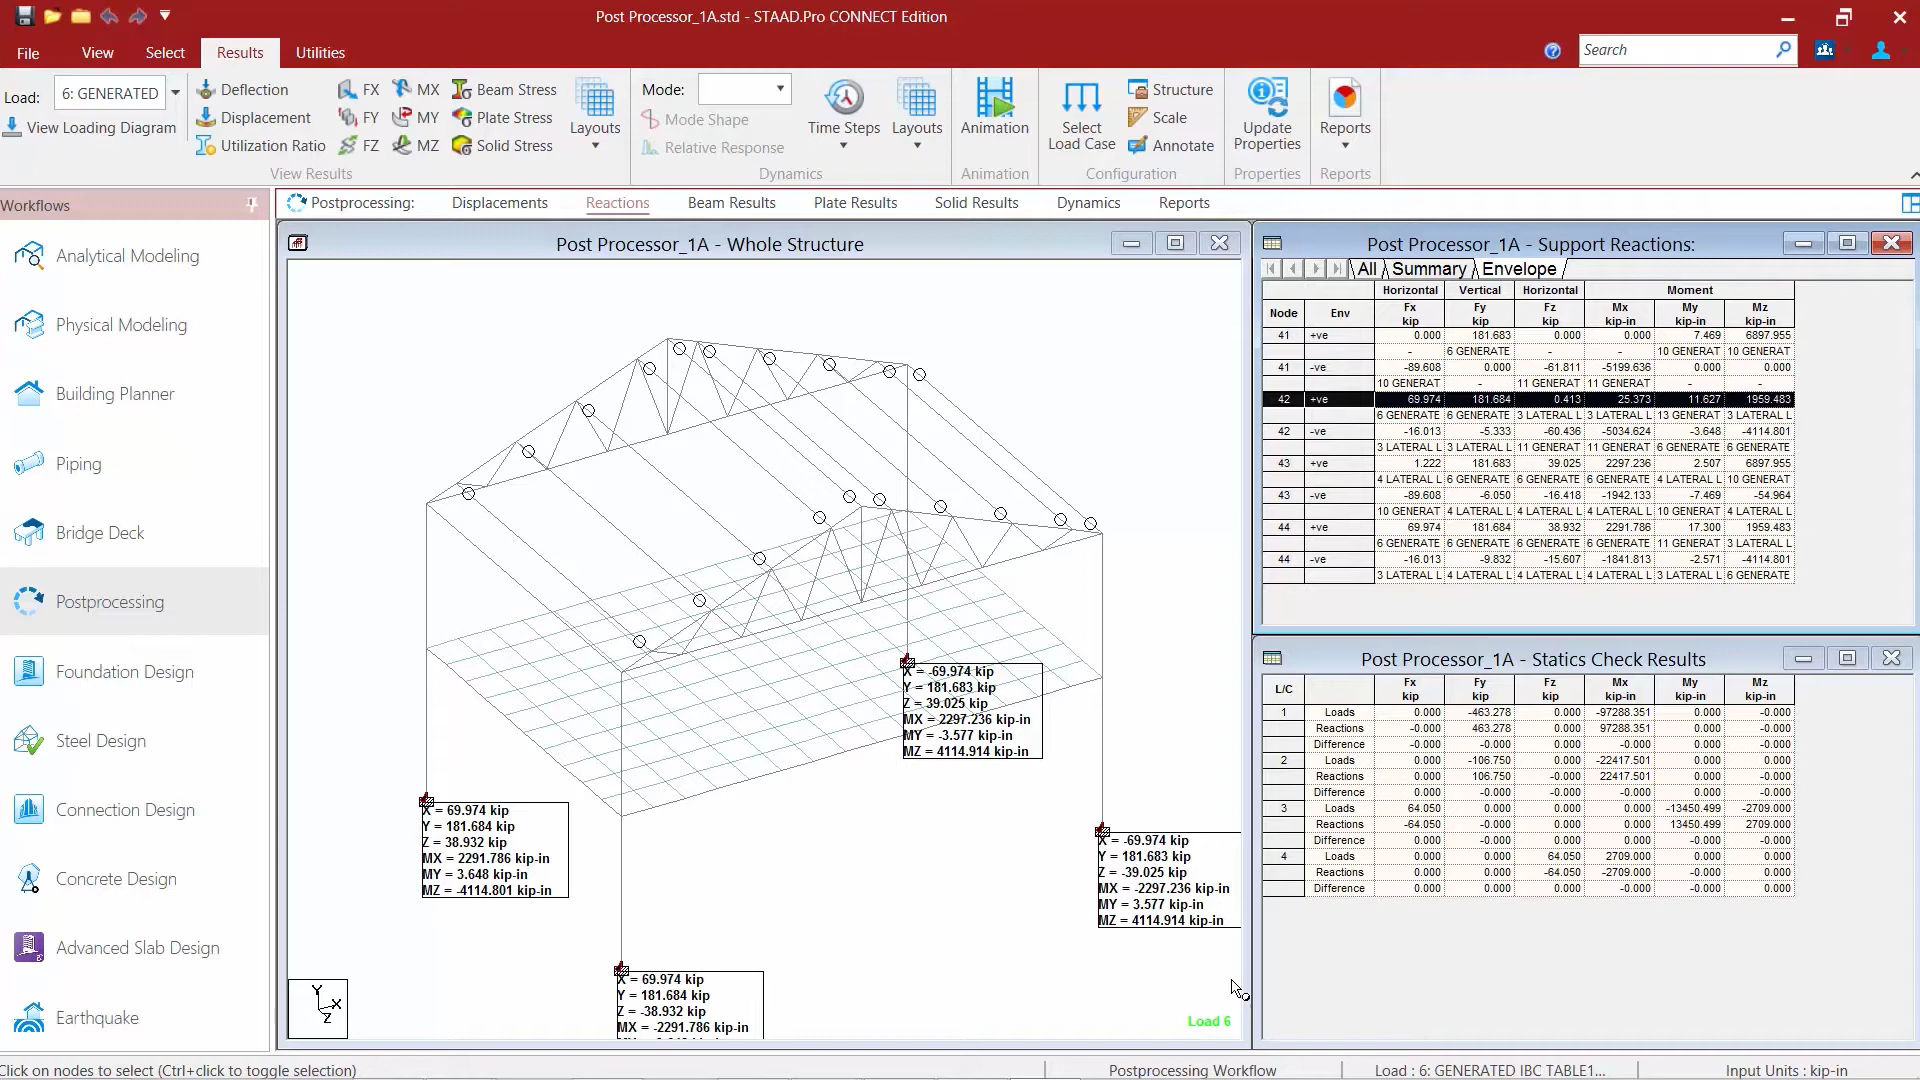 Post Processor_1A.std - STAAD.Pro CONNECT Edition
File View Select Results Utilities Search
Load: 6: GENERATED
View Loading Diagram
Deflection
Displacement
Utilization Ratio
FX MX Beam Stress
FY MY Plate Stress
FZ MZ Solid Stress
Layouts
View Results
Mode:
Mode Shape
Relative Response
Time Steps
Layouts
Dynamics
Animation
Animation
Select
Load Case
Structure
Scale
Annotate
Configuration
Update
Properties
Properties
Reports
Reports
Workflows
Analytical Modeling
Physical Modeling
Building Planner
Piping
Bridge Deck
Postprocessing
Foundation Design
Steel Design
Connection Design
Concrete Design
Advanced Slab Design
Earthquake
Postprocessing: Displacements Reactions Beam Results Plate Results Solid Results Dynamics Reports
Post Processor_1A - Whole Structure
X = -69.974 kip
Y = 181.683 kip
Z = 39.025 kip
MX = 2297.236 kip-in
MY = -3.577 kip-in
MZ = 4114.914 kip-in
X = 69.974 kip
Y = 181.684 kip
Z = 38.932 kip
MX = 2291.786 kip-in
MY = 3.648 kip-in
MZ = -4114.801 kip-in
X = -69.974 kip
Y = 181.683 kip
Z = -39.025 kip
MX = -2297.236 kip-in
MY = 3.577 kip-in
MZ = 4114.914 kip-in
X = 69.974 kip
Y = 181.684 kip
Z = -38.932 kip
MX = -2291.786 kip-in
Y
X
Z
Load 6
Post Processor_1A - Support Reactions:
All Summary Envelope
Horizontal Vertical Horizontal Moment
Node Env Fx kip Fy kip Fz kip Mx kip-in My kip-in Mz kip-in
41 +ve 0.000 181.683 0.000 0.000 7.469 6897.955
- 6 GENERATE - - 10 GENERAT 10 GENERAT
41 -ve -89.608 0.000 -61.811 -5199.636 0.000 0.000
10 GENERAT - 11 GENERAT 11 GENERAT - -
42 +ve 69.974 181.684 0.413 25.373 11.627 1959.483
6 GENERATE 6 GENERATE 3 LATERAL L 3 LATERAL L 13 GENERAT 3 LATERAL L
42 -ve -16.013 -5.333 -60.436 -5034.624 -3.648 -4114.801
3 LATERAL L 3 LATERAL L 11 GENERAT 11 GENERAT 6 GENERATE 6 GENERATE
43 +ve 1.222 181.683 39.025 2297.236 2.507 6897.955
4 LATERAL L 6 GENERATE 6 GENERATE 6 GENERATE 4 LATERAL L 10 GENERAT
43 -ve -89.608 -6.050 -16.418 -1942.133 -7.469 -54.964
10 GENERAT 4 LATERAL L 4 LATERAL L 4 LATERAL L 10 GENERAT 4 LATERAL L
44 +ve 69.974 181.684 38.932 2291.786 17.300 1959.483
6 GENERATE 6 GENERATE 6 GENERATE 6 GENERATE 11 GENERAT 3 LATERAL L
44 -ve -16.013 -9.832 -15.607 -1841.813 -2.571 -4114.801
3 LATERAL L 4 LATERAL L 4 LATERAL L 4 LATERAL L 3 LATERAL L 6 GENERATE
Post Processor_1A - Statics Check Results
L/C Fx kip Fy kip Fz kip Mx kip-in My kip-in Mz kip-in
1 Loads 0.000 -463.278 0.000 -97288.351 -0.000 -0.000
Reactions -0.000 463.278 0.000 97288.351 0.000 0.000
Difference -0.000 -0.000 0.000 -0.000 0.000 -0.000
2 Loads 0.000 -106.750 0.000 -22417.501 -0.000 -0.000
Reactions 0.000 106.750 -0.000 22417.501 0.000 0.000
Difference 0.000 0.000 -0.000 0.000 0.000 -0.000
3 Loads 64.050 0.000 0.000 0.000 -13450.499 -2709.000
Reactions -64.050 -0.000 0.000 0.000 13450.499 2709.000
Difference 0.000 -0.000 0.000 0.000 -0.000 0.000
4 Loads 0.000 0.000 64.050 2709.000 -0.000 0.000
Reactions 0.000 0.000 -64.050 -2709.000 0.000 -0.000
Difference 0.000 0.000 0.000 -0.000 -0.000 0.000
Click on nodes to select (Ctrl+click to toggle selection)
Postprocessing Workflow
Load : 6: GENERATED IBC TABLE1...
Input Units : kip-in